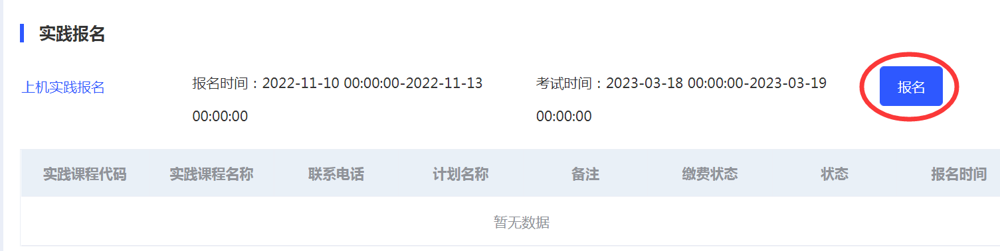 实践报名
上机实践报名
报名时间：2022-11-10 00:00:00-2022-11-13
00:00:00
考试时间：2023-03-18 00:00:00-2023-03-19
00:00:00
报名
实践课程代码 实践课程名称 联系电话 计划名称 备注 缴费状态 状态 报名时间
暂无数据